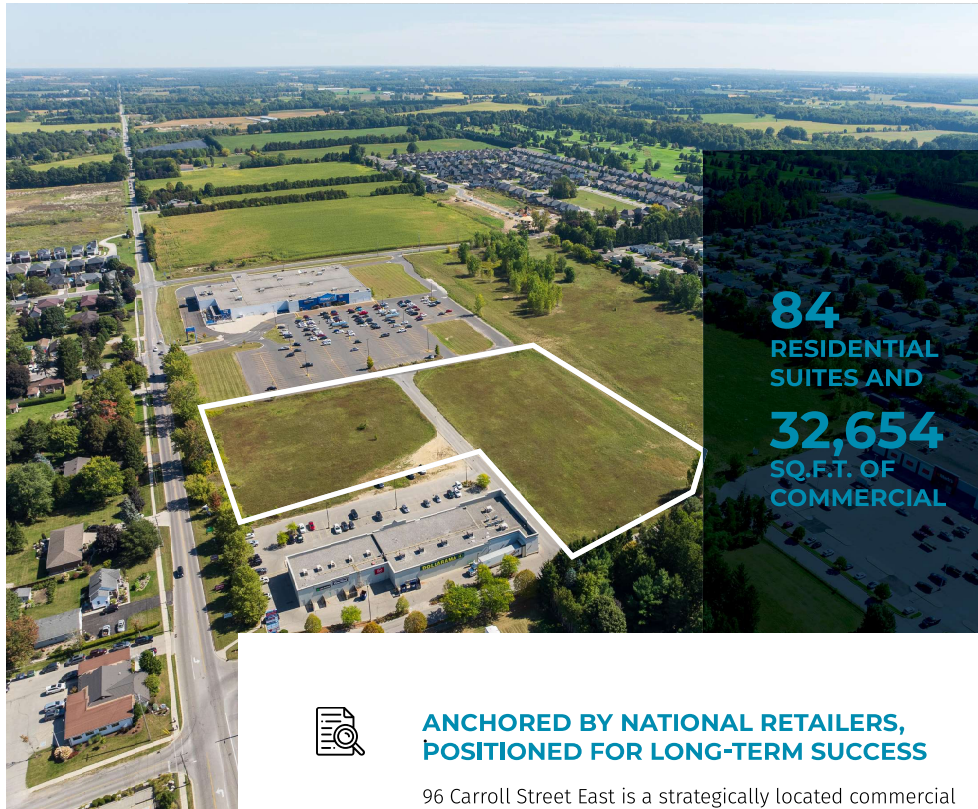 84
RESIDENTIAL
SUITES AND
32,654
SQ.F.T. OF
COMMERCIAL
DOLLARAMA
ANCHORED BY NATIONAL RETAILERS,
POSITIONED FOR LONG-TERM SUCCESS
96 Carroll Street East is a strategically located commercial